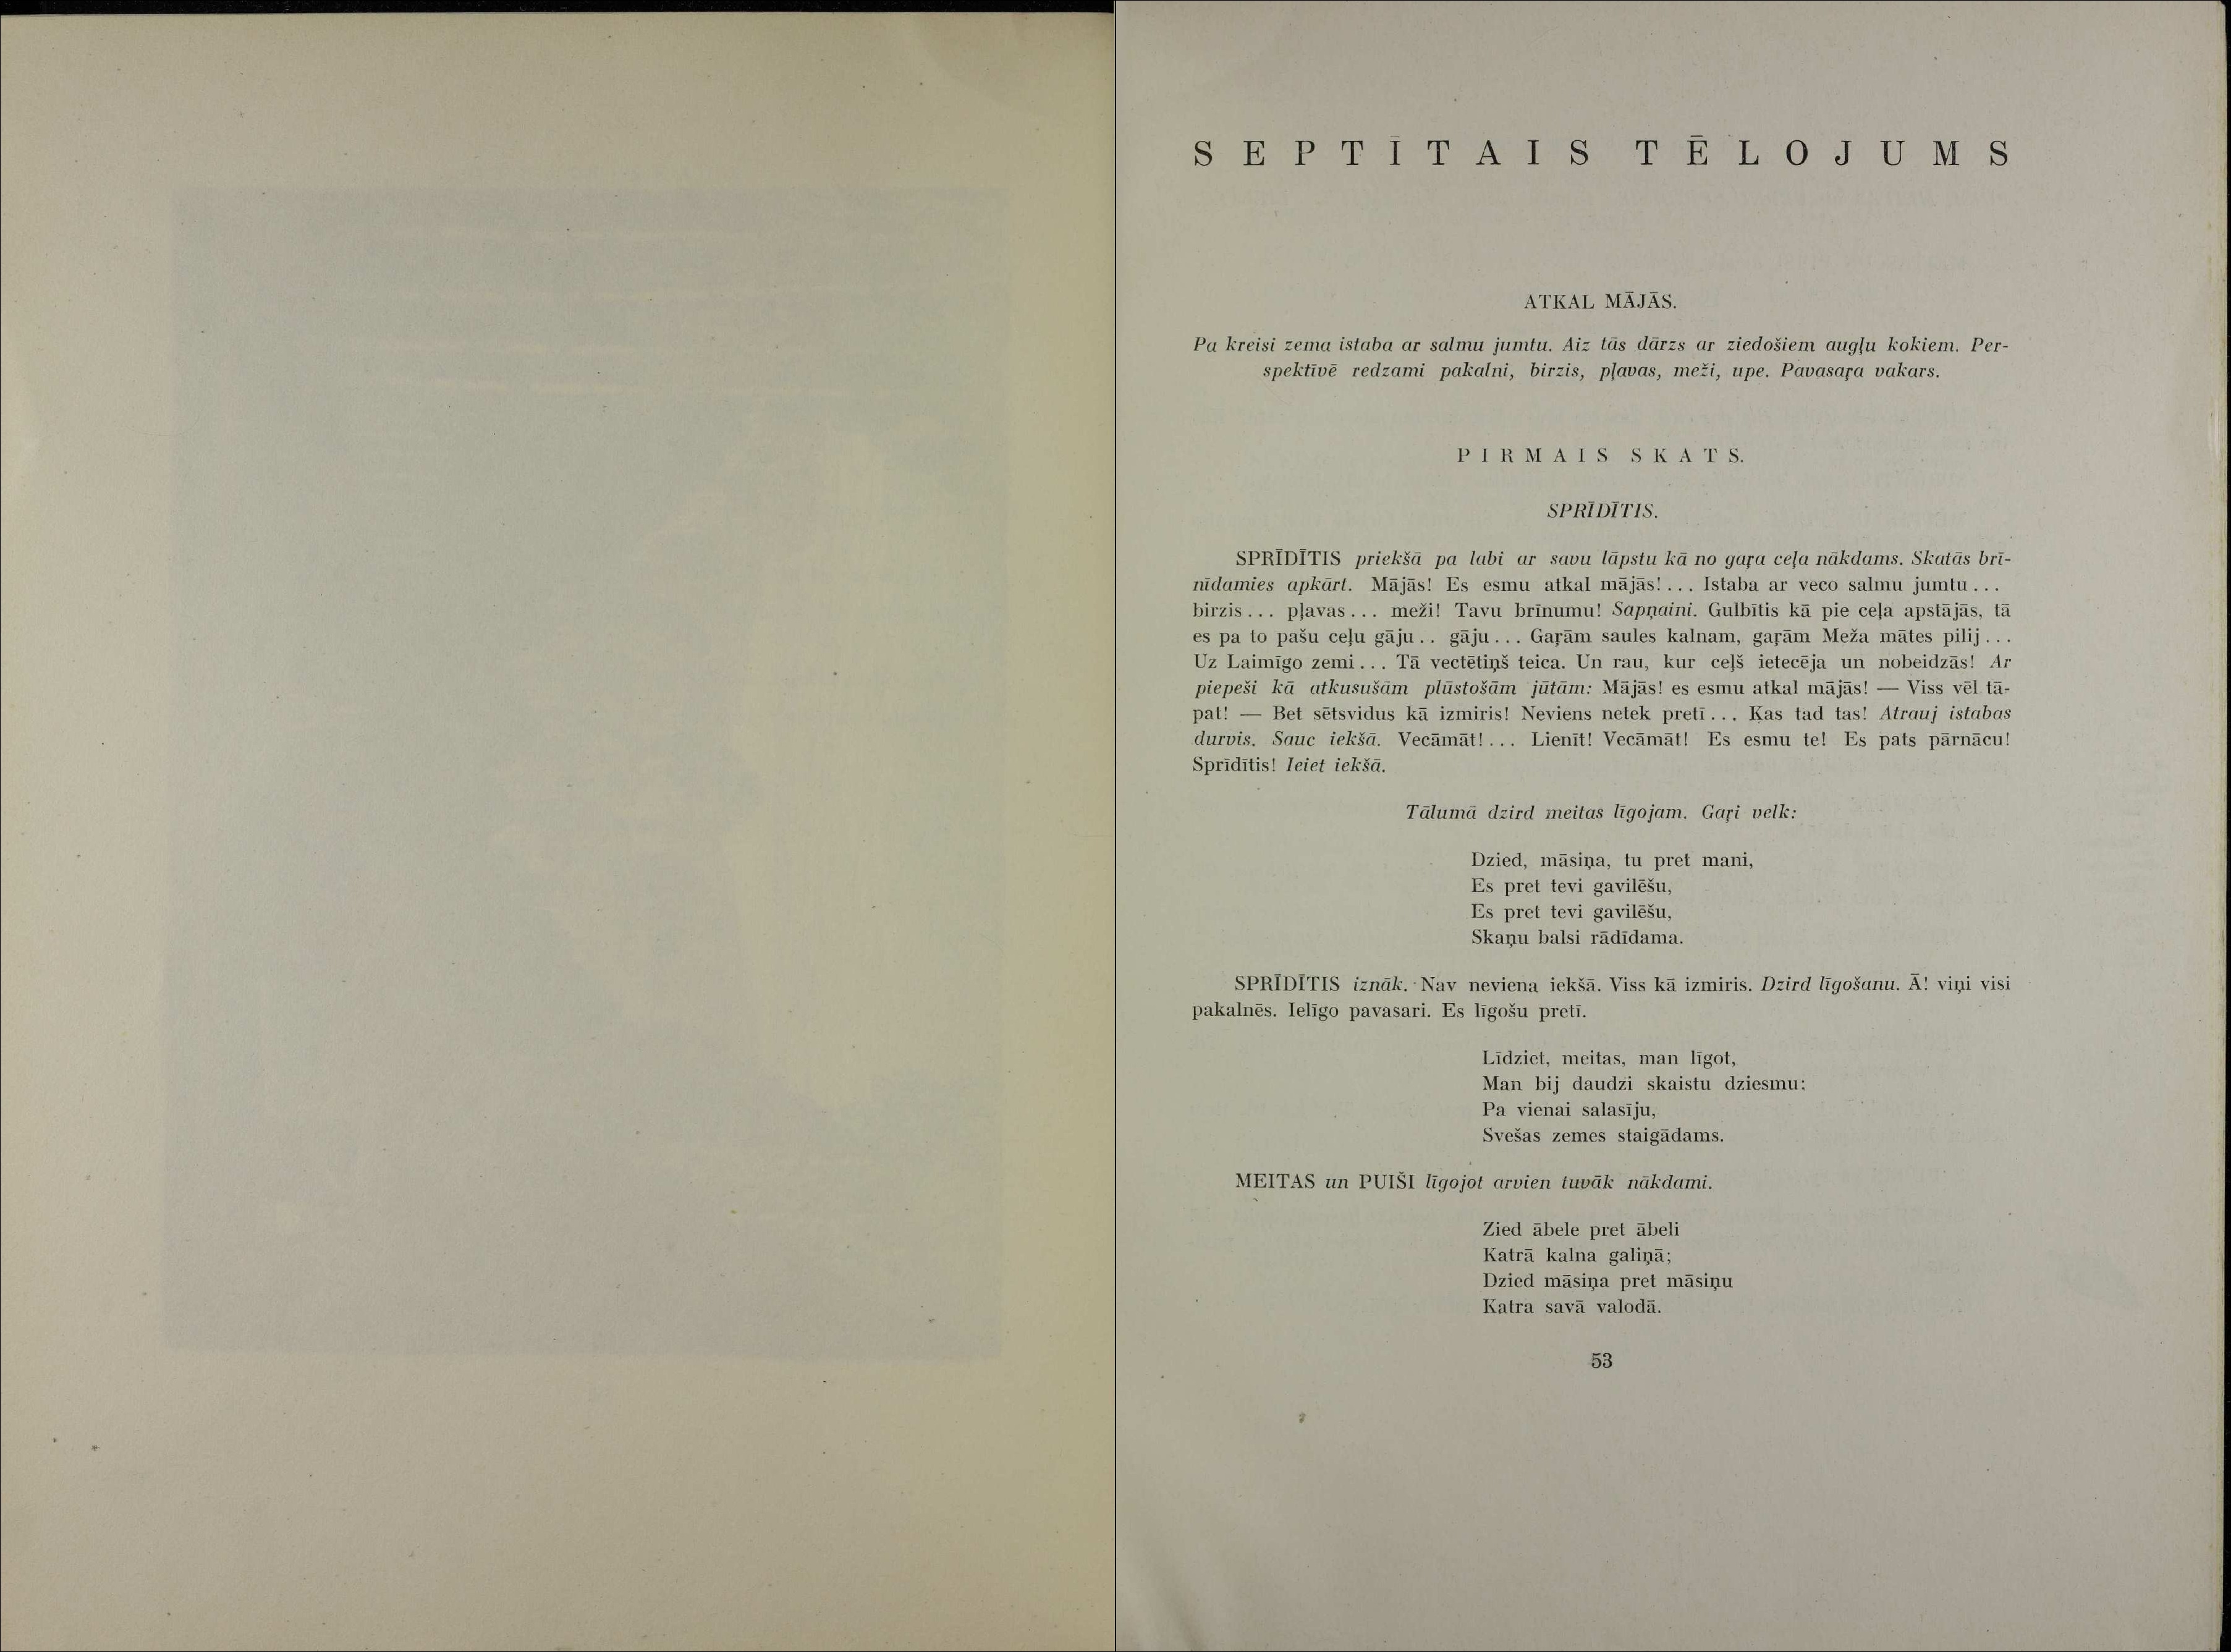 SEPTĪTAIS TĒLOJUMS
ATKAL MĀJĀS.
Pa kreisi zema istaba ar salmu jumtu. Aiz tās dārzs ar ziedošiem augļu kokiem. Per-
spektīvē redzami pakalni, birzis, pļavas, meži, upe. Pavasaŗa vakars.
PIRMAIS SKATS.
SPRĪDĪTIS.
SPRĪDĪTIS priekšā pa labi ar savu lāpstu kā no gaŗa ceļa nākdams. Skatās brī-
nīdamies apkārt. Mājās! Es esmu atkal mājās!... Istaba ar veco salmu jumtu...
birzis... pļavas... meži! Tavu brīnumu! Sapņaini. Gulbītis kā pie ceļa apstājās, tā
es pa to pašu ceļu gāju.. gāju... Gaŗām saules kalnam, gaŗām Meža mātes pilij...
Uz Laimīgo zemi... Tā vectētiņš teica. Un rau, kur ceļš ietecēja un nobeidzās! Ar
piepeši kā atkusušām plūstošām jūtām: Mājās! es esmu atkal mājās! — Viss vēl tā-
pat! — Bet sētsvidus kā izmiris! Neviens netek pretī... Kas tad tas! Atrauj istabas
durvis. Sauc iekšā. Vecāmāt!... Lienīt! Vecāmāt! Es esmu te! Es pats pārnācu!
Sprīdītis! Ieiet iekšā.
Tālumā dzird meitas līgojam. Gaŗi velk:
Dzied, māsiņa, tu pret mani,
Es pret tevi gavilēšu,
Es pret tevi gavilēšu,
Skaņu balsi rādīdama.
SPRĪDĪTIS iznāk. Nav neviena iekšā. Viss kā izmiris. Dzird līgošanu. Ā! viņi visi
pakalnēs. Ielīgo pavasari. Es līgošu pretī.
Līdziet, meitas, man līgot,
Man bij daudzi skaistu dziesmu:
Pa vienai salasīju,
Svešas zemes staigādams.
MEITAS un PUIŠI līgojot arvien tuvāk nākdami.
Zied ābele pret ābeli
Katrā kalna galiņā;
Dzied māsiņa pret māsiņu
Katra savā valodā.
53